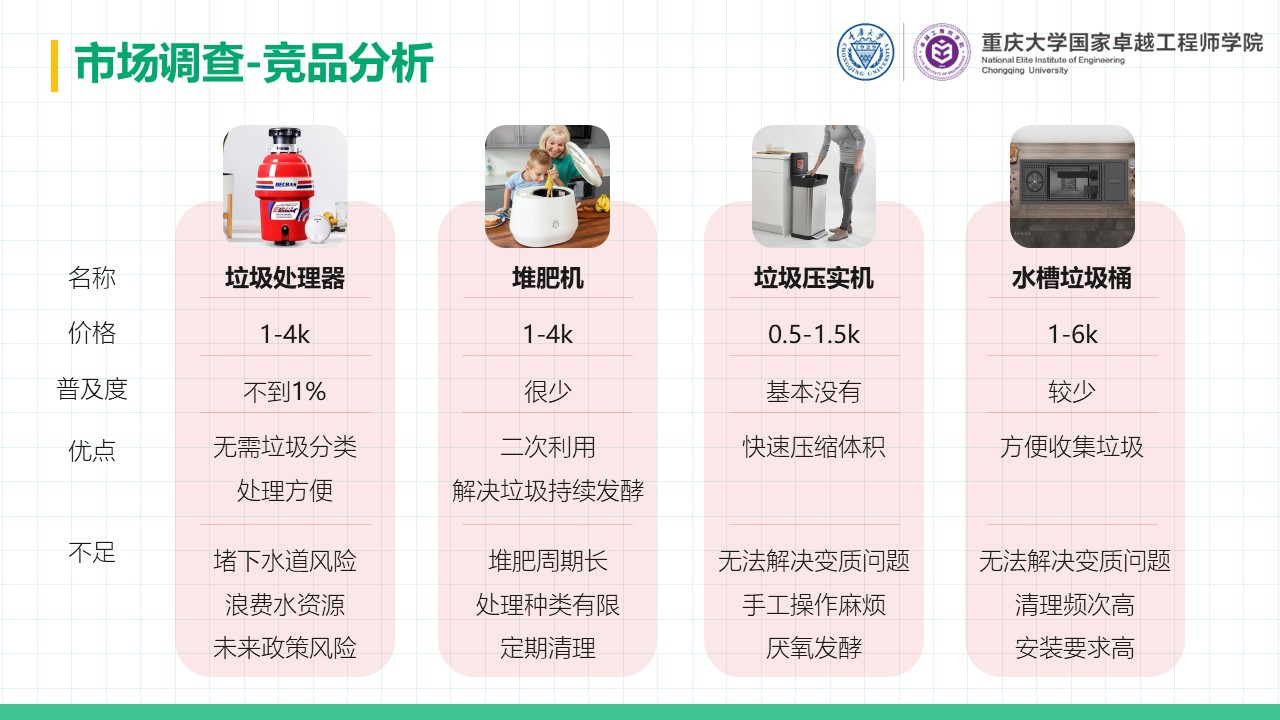 市场调查-竞品分析
重庆大学
CHONGQING UNIVERSITY
重庆大学国家卓越工程师学院
National Elite Institute of Engineering
Chongqing University
BECBAS
名称 垃圾处理器 堆肥机 垃圾压实机 水槽垃圾桶
价格 1-4k 1-4k 0.5-1.5k 1-6k
普及度 不到1% 很少 基本没有 较少
优点 无需垃圾分类 二次利用 快速压缩体积 方便收集垃圾
处理方便 解决垃圾持续发酵
不足 堵下水道风险 堆肥周期长 无法解决变质问题 无法解决变质问题
浪费水资源 处理种类有限 手工操作麻烦 清理频次高
未来政策风险 定期清理 厌氧发酵 安装要求高